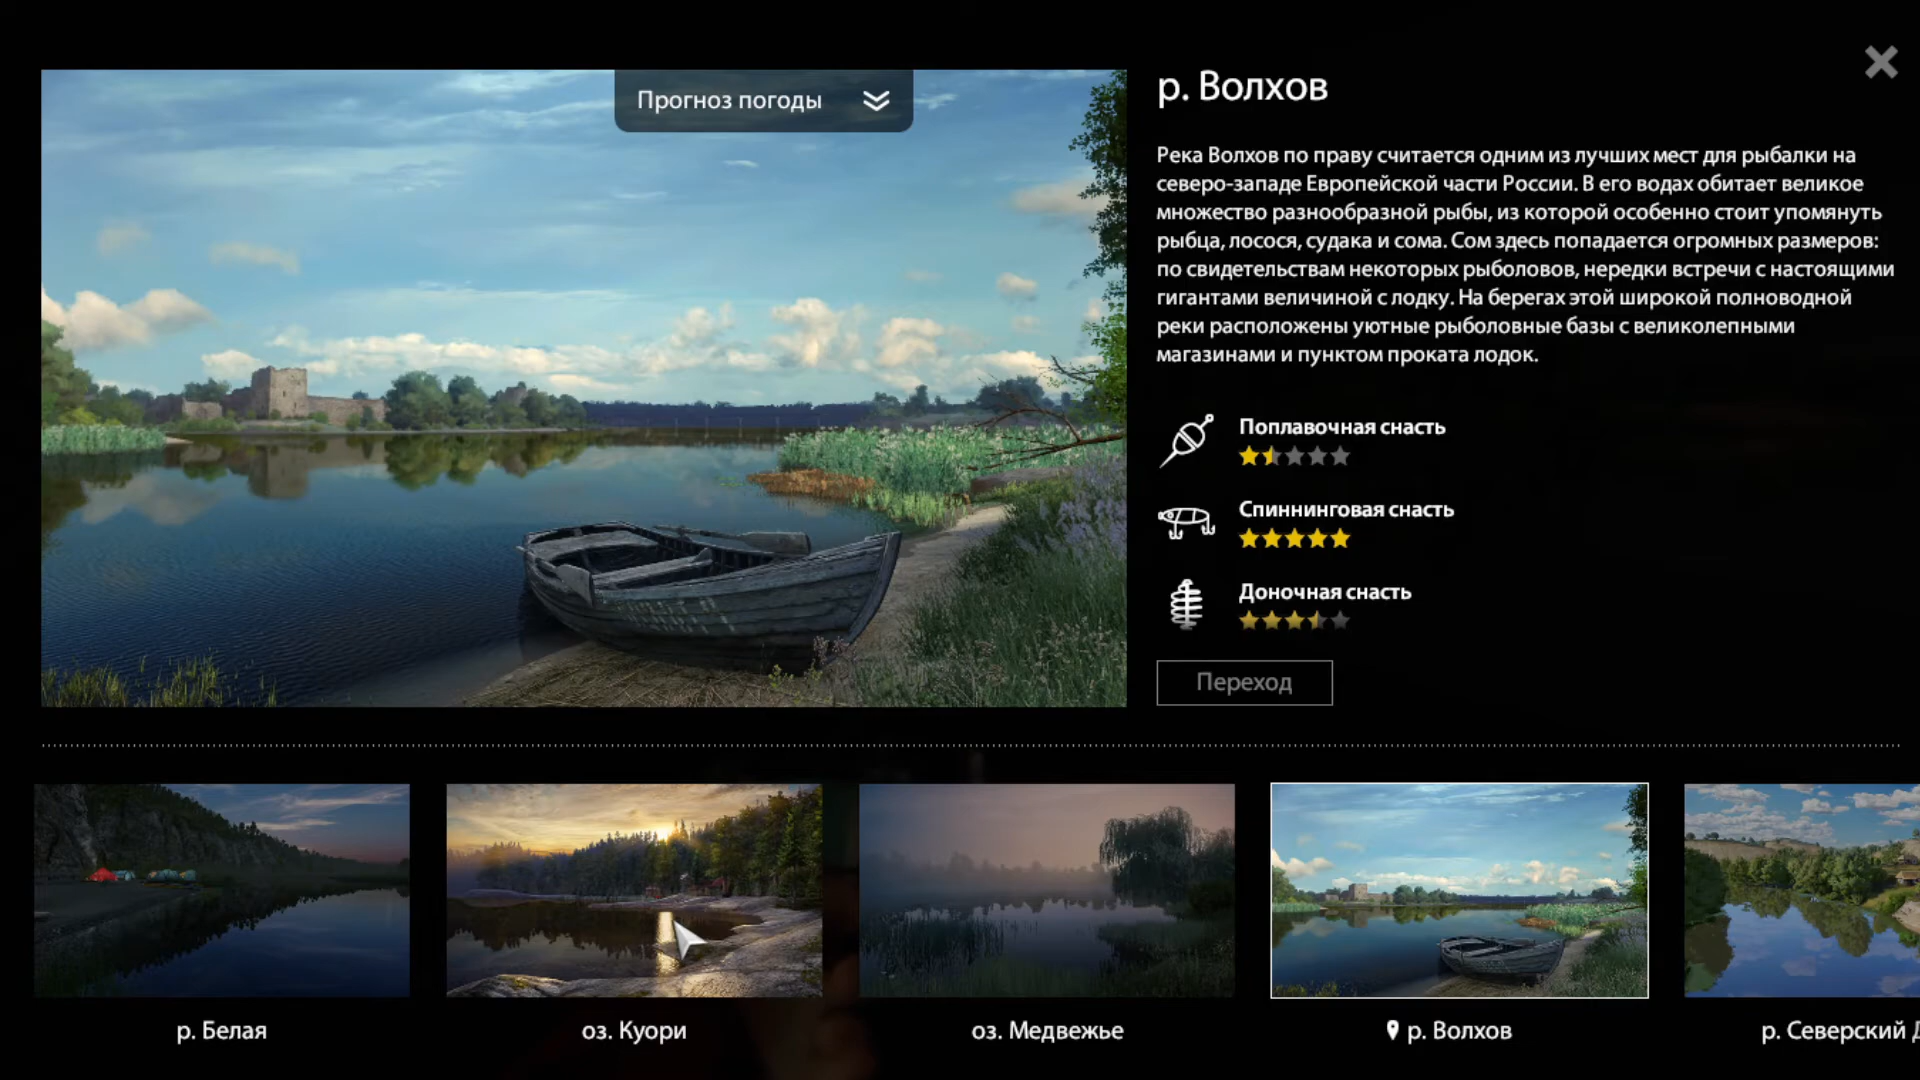 Прогноз погоды
р. Волхов
Река Волхов по праву считается одним из лучших мест для рыбалки на
северо-западе Европейской части России. В его водах обитает великое
множество разнообразной рыбы, из которой особенно стоит упомянуть
рыбца, лосося, судака и сома. Сом здесь попадается огромных размеров:
по свидетельствам некоторых рыболовов, нередки встречи с настоящими
гигантами величиной с лодку. На берегах этой широкой полноводной
реки расположены уютные рыболовные базы с великолепными
магазинами и пунктом проката лодок.
Поплавочная снасть
Спиннинговая снасть
Доночная снасть
Переход
р. Белая
оз. Куори
оз. Медвежье
р. Волхов
р. Северский